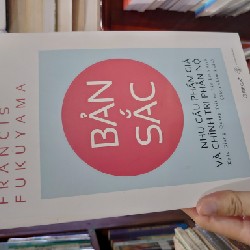 FRANCIS
FUKUYAMA
BẢN
SẮC
NHU CẦU PHẨM GIÁ
VÀ CHÍNH TRỊ PHẪN NỘ